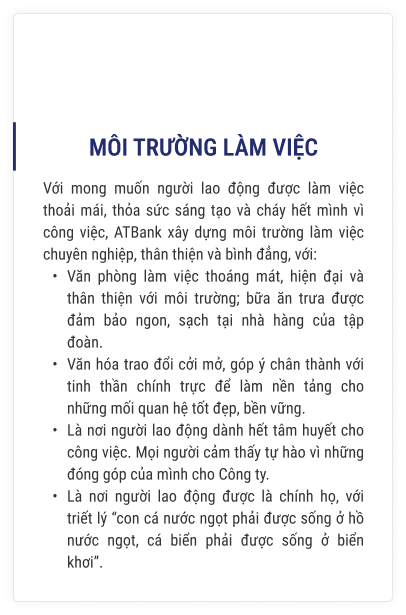 MÔI TRƯỜNG LÀM VIỆC
Với mong muốn người lao động được làm việc
thoải mái, thỏa sức sáng tạo và cháy hết mình vì
công việc, ATBank xây dựng môi trường làm việc
chuyên nghiệp, thân thiện và bình đẳng, với:
• Văn phòng làm việc thoáng mát, hiện đại và
thân thiện với môi trường; bữa ăn trưa được
đảm bảo ngon, sạch tại nhà hàng của tập
đoàn.
• Văn hóa trao đổi cởi mở, góp ý chân thành với
tinh thần chính trực để làm nền tảng cho
những mối quan hệ tốt đẹp, bền vững.
• Là nơi người lao động dành hết tâm huyết cho
công việc. Mọi người cảm thấy tự hào vì những
đóng góp của mình cho Công ty.
• Là nơi người lao động được là chính họ, với
triết lý “con cá nước ngọt phải được sống ở hồ
nước ngọt, cá biển phải được sống ở biển
khơi”.